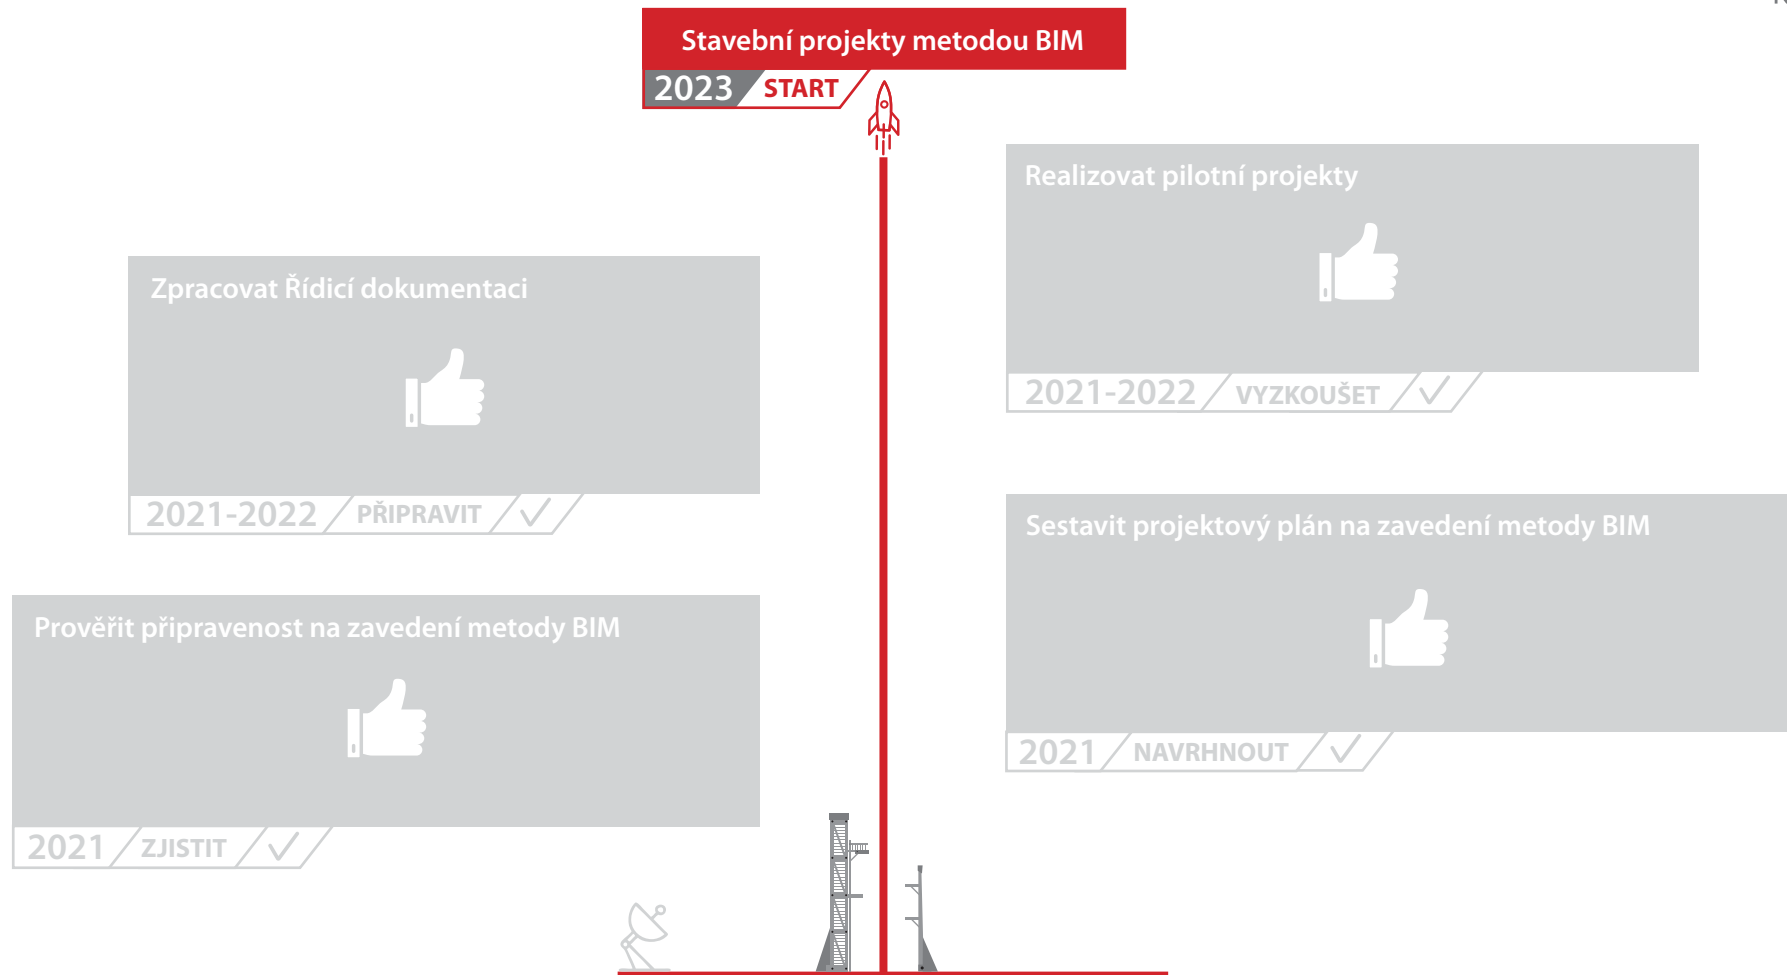 Stavební projekty metodou BIM
2023 START
Realizovat pilotní projekty
2021-2022 VYZKOUŠET
Zpracovat Řídicí dokumentaci
2021-2022 PŘIPRAVIT
Sestavit projektový plán na zavedení metody BIM
2021 NAVRHNOUT
Prověřit připravenost na zavedení metody BIM
2021 ZJISTIT